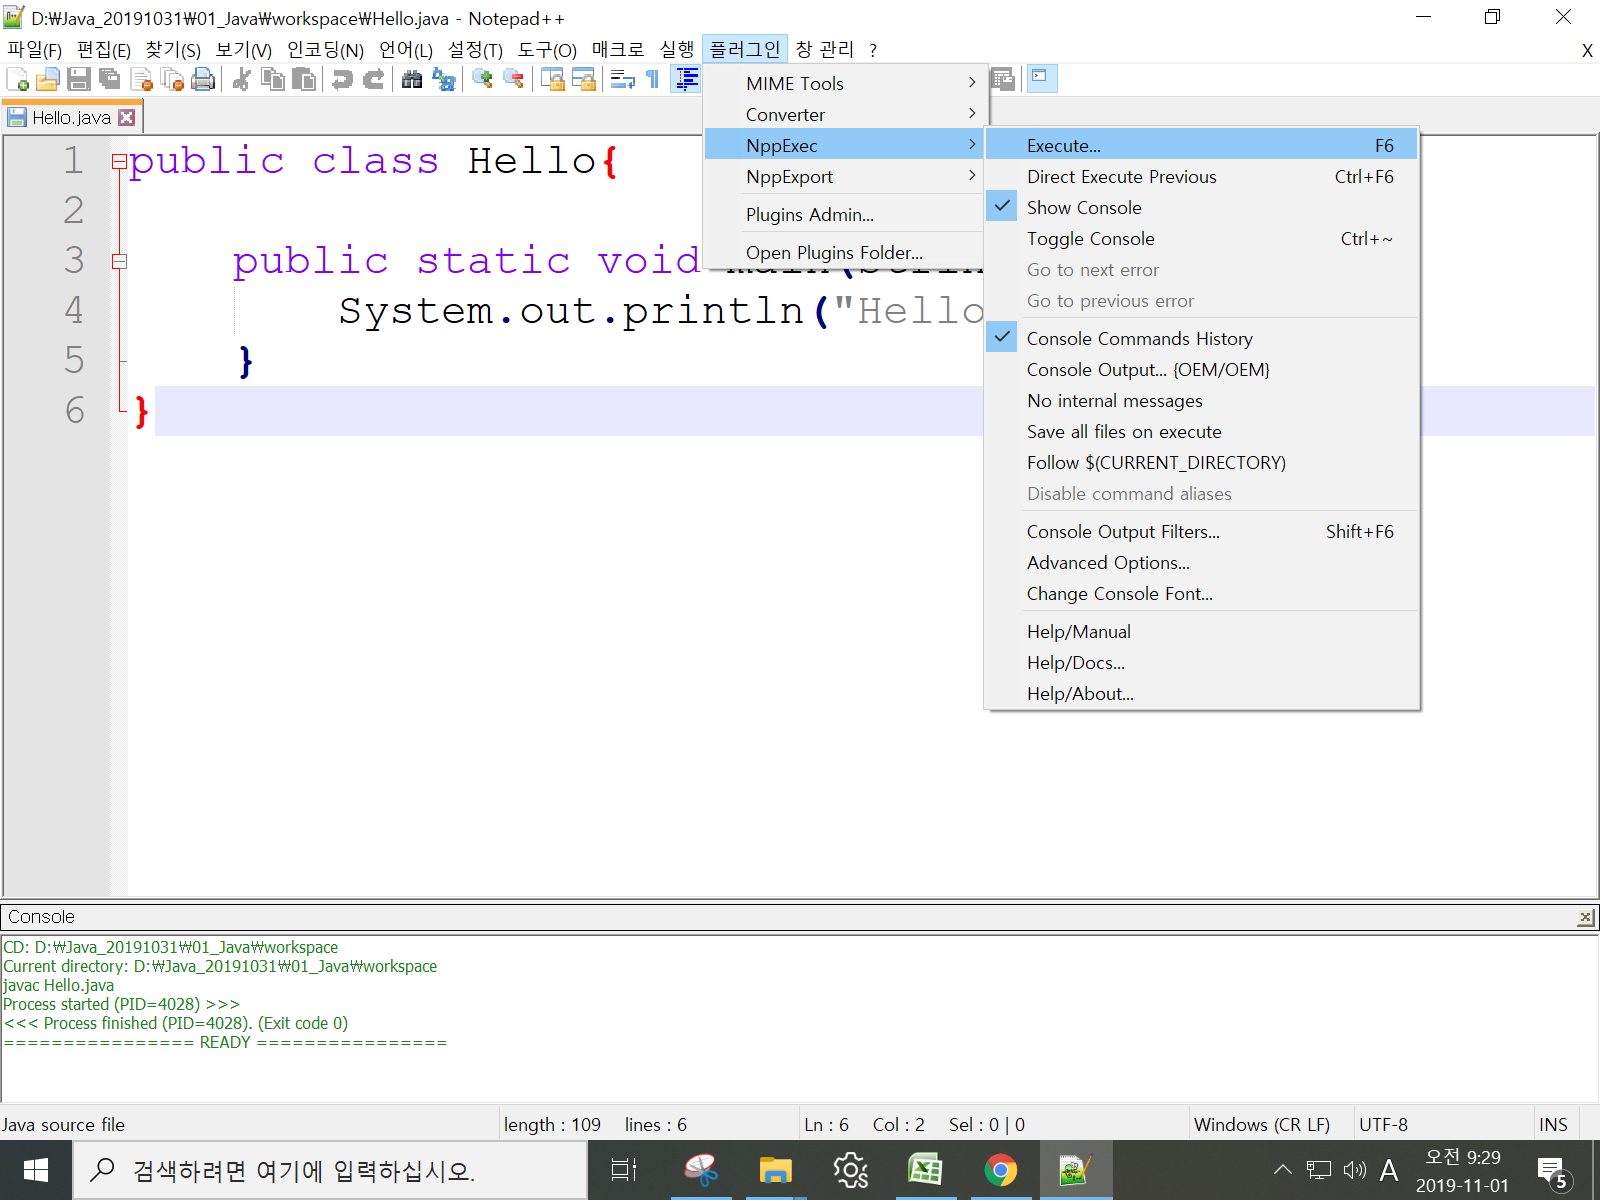 D:₩Java_20191031₩01_Java₩workspace₩Hello.java - Notepad++
파일(F) 편집(E) 찾기(S) 보기(V) 인코딩(N) 언어(L) 설정(T) 도구(O) 매크로 실행 플러그인 창 관리 ? X
Hello.java
1 public class Hello{
2
3 public static void
4 System.out.println("Hello
5 }
6 }
MIME Tools
Converter
NppExec
NppExport
Plugins Admin...
Open Plugins Folder...
Execute... F6
Direct Execute Previous Ctrl+F6
Show Console
Toggle Console Ctrl+~
Go to next error
Go to previous error
Console Commands History
Console Output... {OEM/OEM}
No internal messages
Save all files on execute
Follow $(CURRENT_DIRECTORY)
Disable command aliases
Console Output Filters... Shift+F6
Advanced Options...
Change Console Font...
Help/Manual
Help/Docs...
Help/About...
Console
CD: D:₩Java_20191031₩01_Java₩workspace
Current directory: D:₩Java_20191031₩01_Java₩workspace
javac Hello.java
Process started (PID=4028) >>>
<<< Process finished (PID=4028). (Exit code 0)
================ READY ================
Java source file length : 109 lines : 6 Ln : 6 Col : 2 Sel : 0 | 0 Windows (CR LF) UTF-8 INS
검색하려면 여기에 입력하십시오.
A
오전 9:29
2019-11-01
5